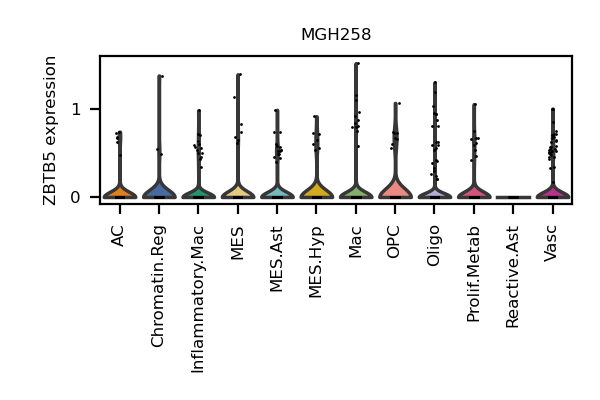 MGH258
ZBTB5 expression
1
0
AC
Chromatin.Reg
Inflammatory.Mac
MES
MES.Ast
MES.Hyp
Mac
OPC
Oligo
Prolif.Metab
Reactive.Ast
Vasc